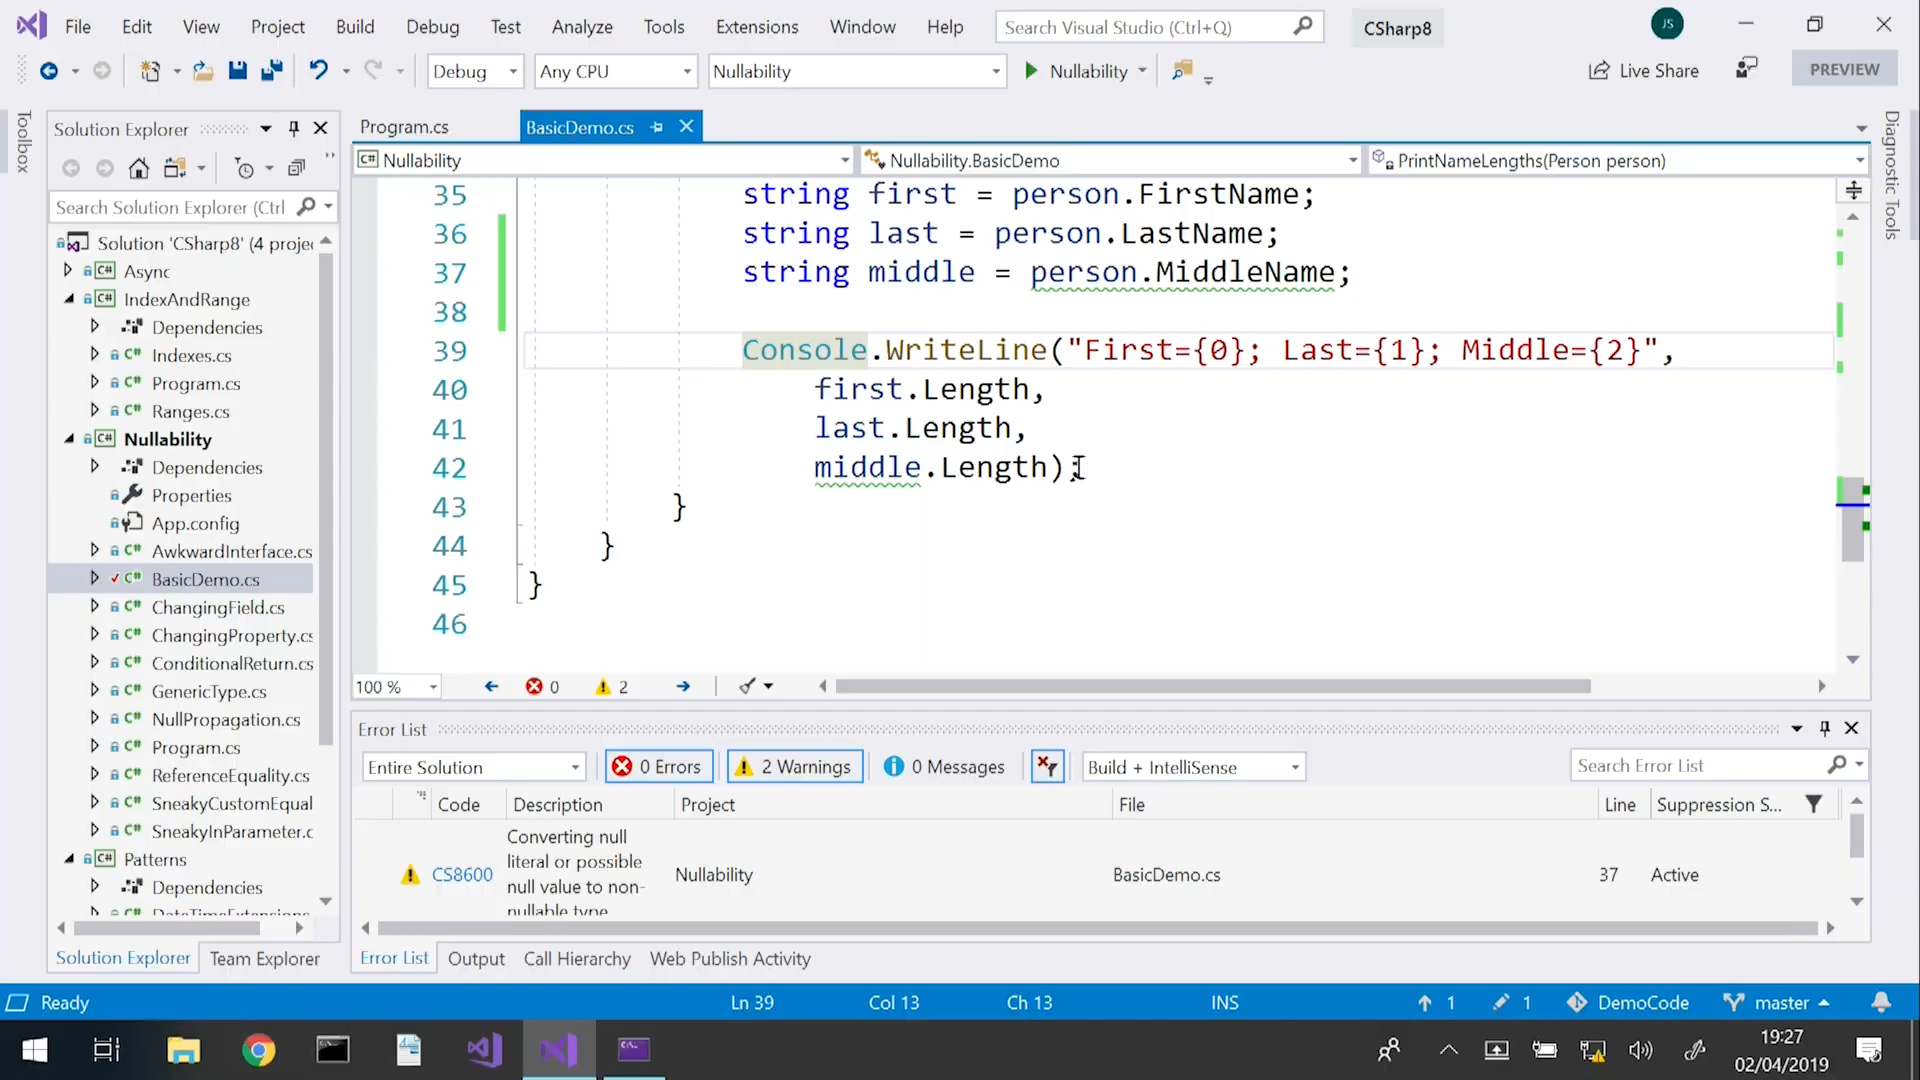 File Edit View Project Build Debug Test Analyze Tools Extensions Window Help Search Visual Studio (Ctrl+Q) CSharp8 JS
Debug Any CPU Nullability Nullability Live Share PREVIEW
Toolbox
Solution Explorer
Search Solution Explorer (Ctrl
Solution 'CSharp8' (4 proje
Async
IndexAndRange
Dependencies
Indexes.cs
Program.cs
Ranges.cs
Nullability
Dependencies
Properties
App.config
AwkwardInterface.cs
BasicDemo.cs
ChangingField.cs
ChangingProperty.cs
ConditionalReturn.cs
GenericType.cs
NullPropagation.cs
Program.cs
ReferenceEquality.cs
SneakyCustomEqual
SneakyInParameter.c
Patterns
Dependencies
DateTimeExtensions
Solution Explorer Team Explorer
Program.cs BasicDemo.cs
Nullability Nullability.BasicDemo PrintNameLengths(Person person)
35 string first = person.FirstName;
36 string last = person.LastName;
37 string middle = person.MiddleName;
38
39 Console.WriteLine("First={0}; Last={1}; Middle={2}",
40 first.Length,
41 last.Length,
42 middle.Length);
43 }
44 }
45 }
46
100 % 0 2
Diagnostic Tools
Error List
Entire Solution 0 Errors 2 Warnings 0 Messages Build + IntelliSense Search Error List
Code Description Project File Line Suppression S...
CS8600 Converting null literal or possible null value to non-nullable type Nullability BasicDemo.cs 37 Active
Error List Output Call Hierarchy Web Publish Activity
Ready Ln 39 Col 13 Ch 13 INS 1 1 DemoCode master
19:27
02/04/2019